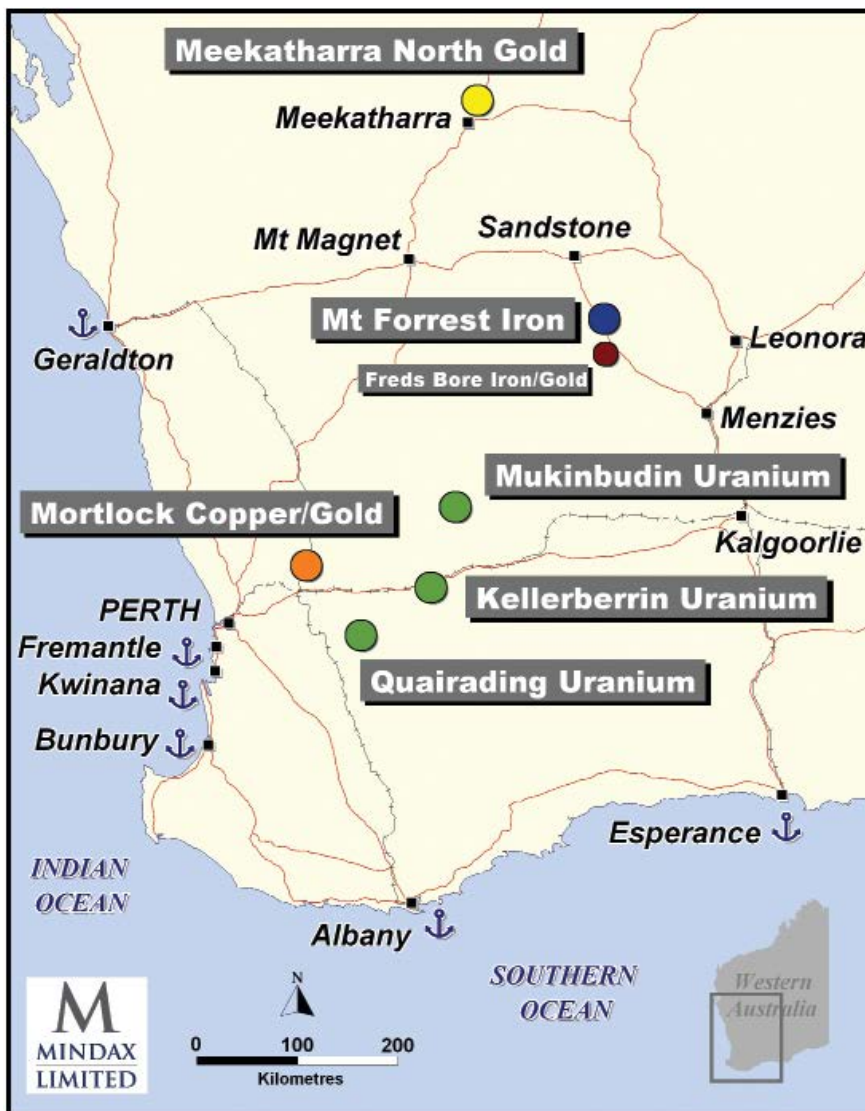 Meekatharra North Gold
Meekatharra
Mt Magnet
Sandstone
Mt Forrest Iron
Geraldton
Leonora
Freds Bore Iron/Gold
Menzies
Mukinbudin Uranium
Mortlock Copper/Gold
Kalgoorlie
Kellerberrin Uranium
PERTH
Fremantle
Kwinana
Quairading Uranium
Bunbury
Esperance
INDIAN
OCEAN
Albany
SOUTHERN
OCEAN
Western
Australia
N
M
MINDAX
LIMITED
0 100 200
Kilometres